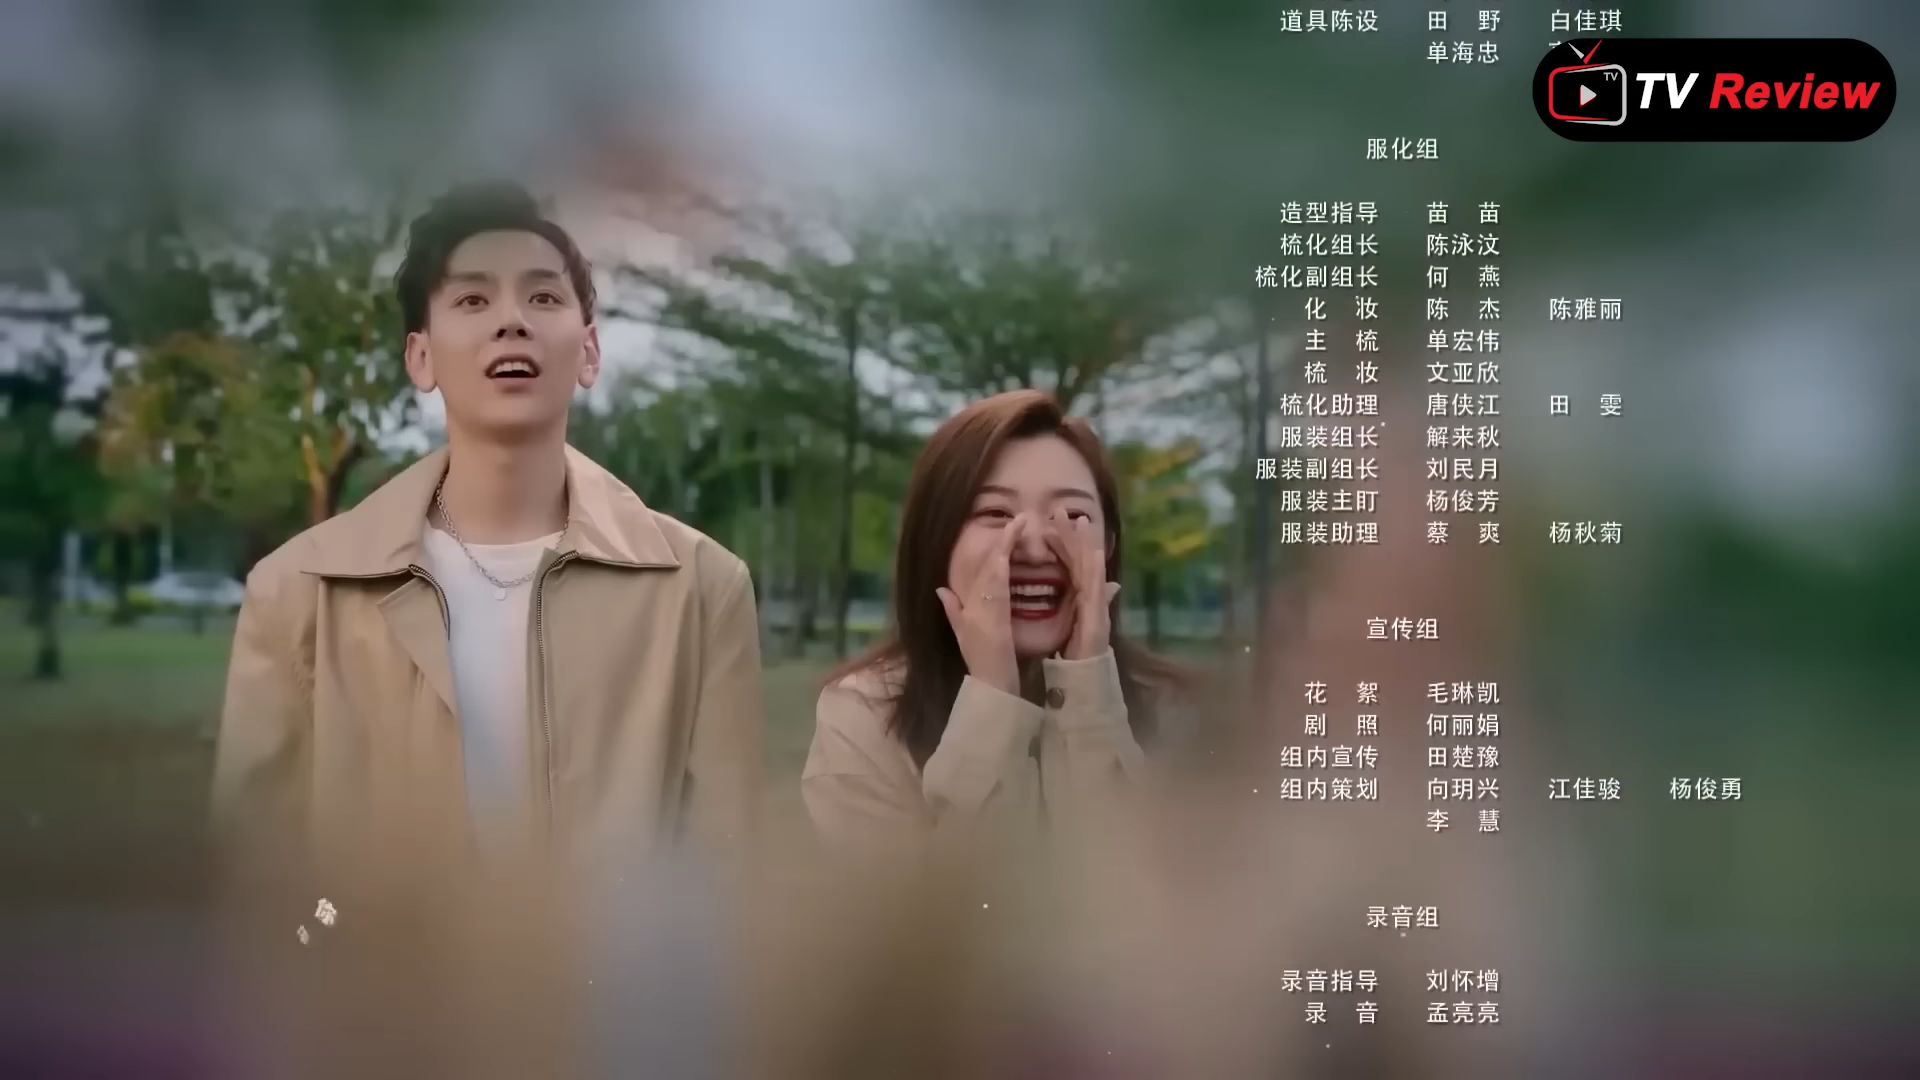 道具陈设 田 野 白佳琪
单海忠
TV
TV Review
服化组
造型指导 苗 苗
梳化组长 陈泳汶
梳化副组长 何 燕
化 妆 陈 杰 陈雅丽
主 梳 单宏伟
梳 妆 文亚欣
梳化助理 唐侠江 田 雯
服装组长 解来秋
服装副组长 刘民月
服装主盯 杨俊芳
服装助理 蔡 爽 杨秋菊
宣传组
花 絮 毛琳凯
剧 照 何丽娟
组内宣传 田楚豫
组内策划 向玥兴 江佳骏 杨俊勇
李 慧
你
录音组
录音指导 刘怀增
录 音 孟亮亮